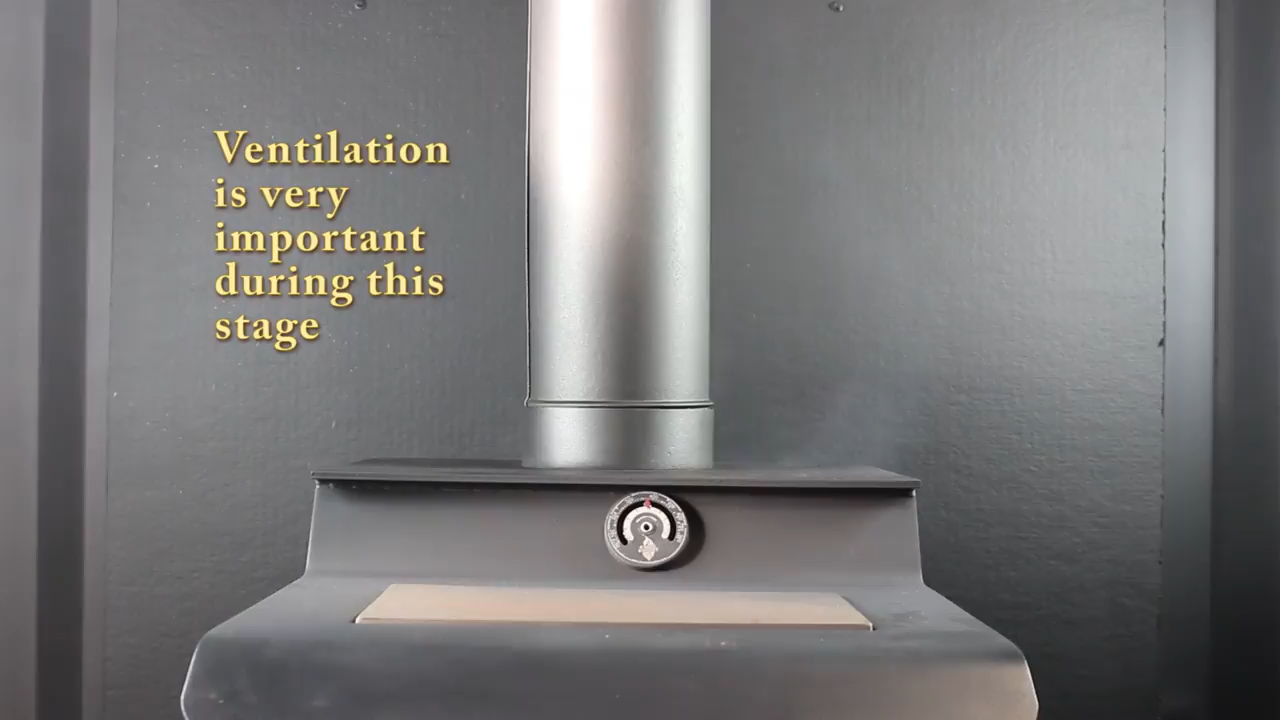 Ventilation
is very
important
during this
stage